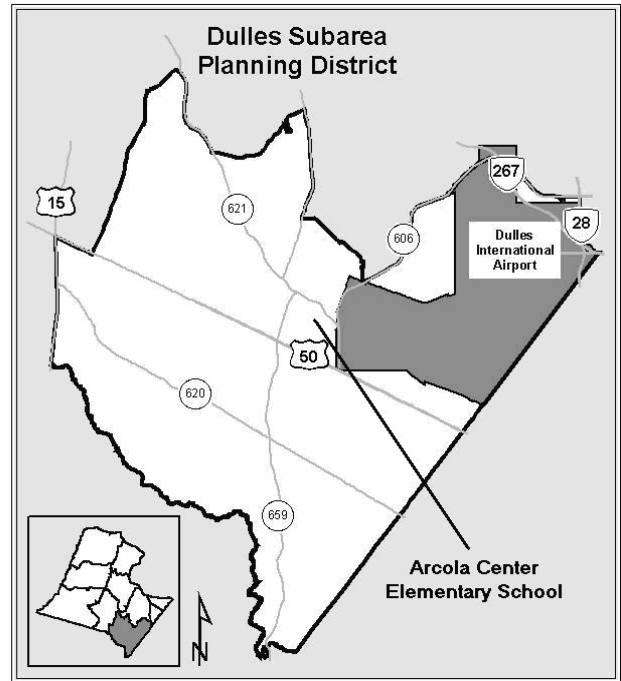 Dulles Subarea
Planning District
267
15
621
28
606
Dulles
International
Airport
50
620
659
Arcola Center
Elementary School
N